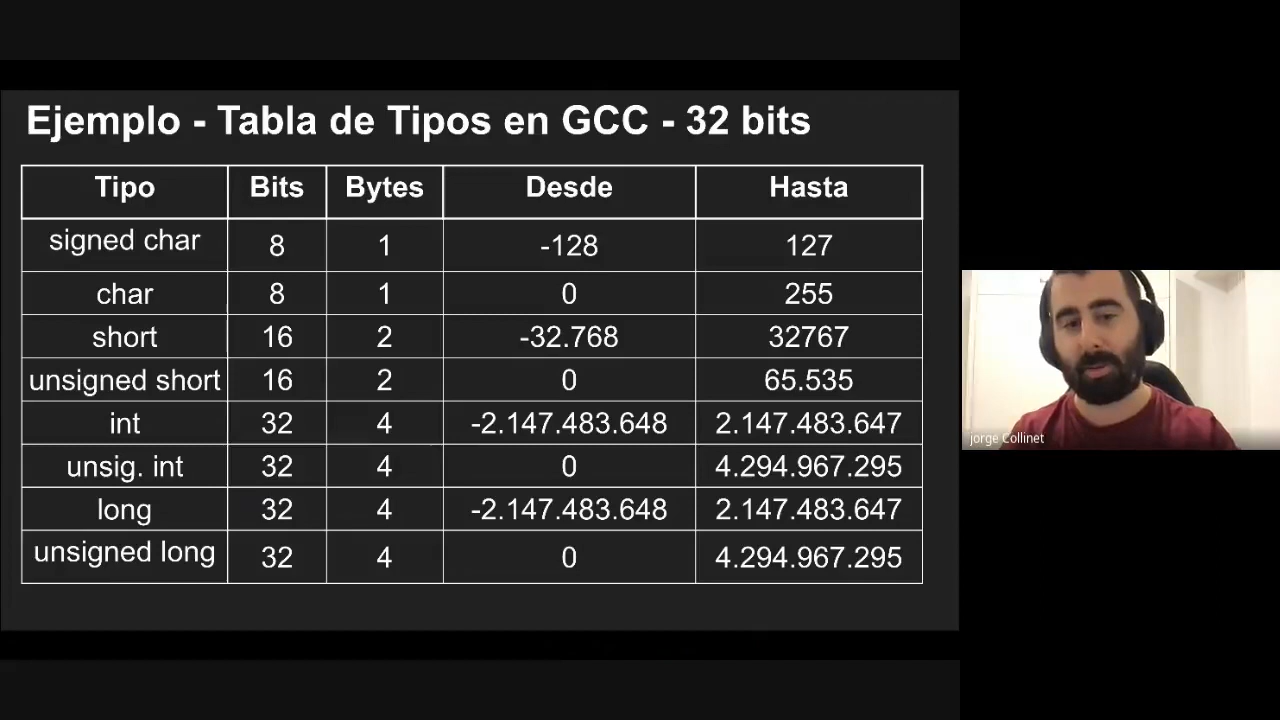 Ejemplo - Tabla de Tipos en GCC - 32 bits
Tipo Bits Bytes Desde Hasta
signed char 8 1 -128 127
char 8 1 0 255
short 16 2 -32.768 32767
unsigned short 16 2 0 65.535
int 32 4 -2.147.483.648 2.147.483.647
unsig. int 32 4 0 4.294.967.295
long 32 4 -2.147.483.648 2.147.483.647
unsigned long 32 4 0 4.294.967.295
jorge Collinet